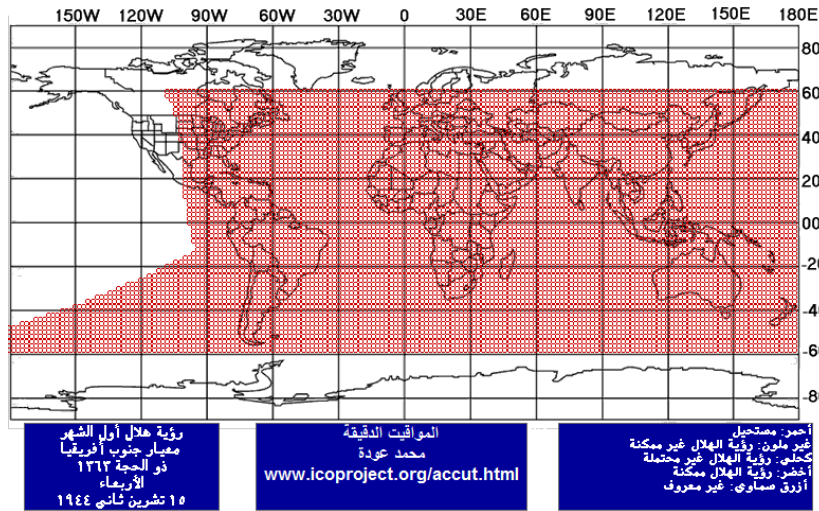 150W 120W 90W 60W 30W 0 30E 60E 90E 120E 150E 180E
80
60
40
20
00
-20
-4
-6
-8
رؤية هلال أول الشهر
معيار جنوب أفريقيا
ذو الحجة ١٣٦٣
الأربعاء
١٥ تشرين ثاني ١٩٤٤
المواقيت الدقيقة
محمد عودة
www.icoproject.org/accut.html
أحمر: مستحيل
غير ملون: رؤية الهلال غير ممكنة
كحلي: رؤية الهلال غير محتملة
أخضر: رؤية الهلال ممكنة
أزرق سماوي: غير معروف